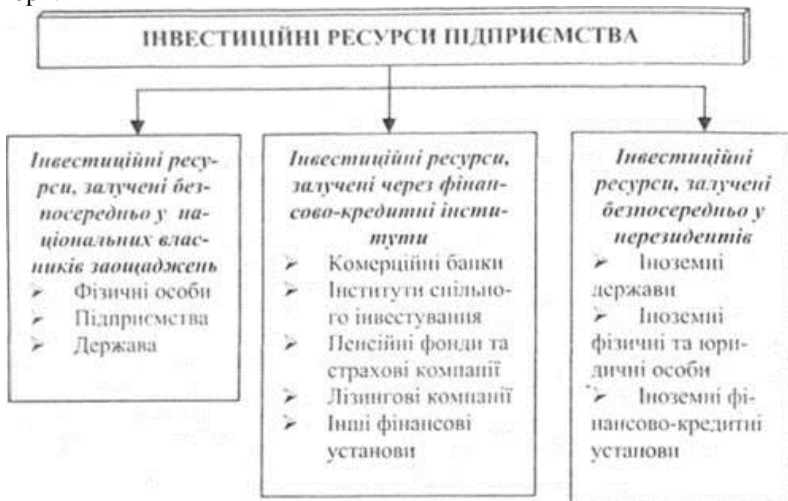 ІНВЕСТИЦІЙНІ РЕСУРСИ ПІДПРИЄМСТВА
Інвестиційні ресу-
рси, залучені без-
посередньо у на-
ціональних влас-
ників заощаджень
➢ Фізичні особи
➢ Підприємства
➢ Держава
Інвестиційні ресурси,
залучені через фінан-
сово-кредитні інсти-
тути
➢ Комерційні банки
➢ Інститути спільно-
го інвестування
➢ Пенсійні фонди та
страхові компанії
➢ Лізингові компанії
➢ Інші фінансові
установи
Інвестиційні
ресурси, залучені
безпосередньо у
нерезидентів
➢ Іноземні
держави
➢ Іноземні
фізичні та юри-
дичні особи
➢ Іноземні фі-
нансово-кредитні
установи